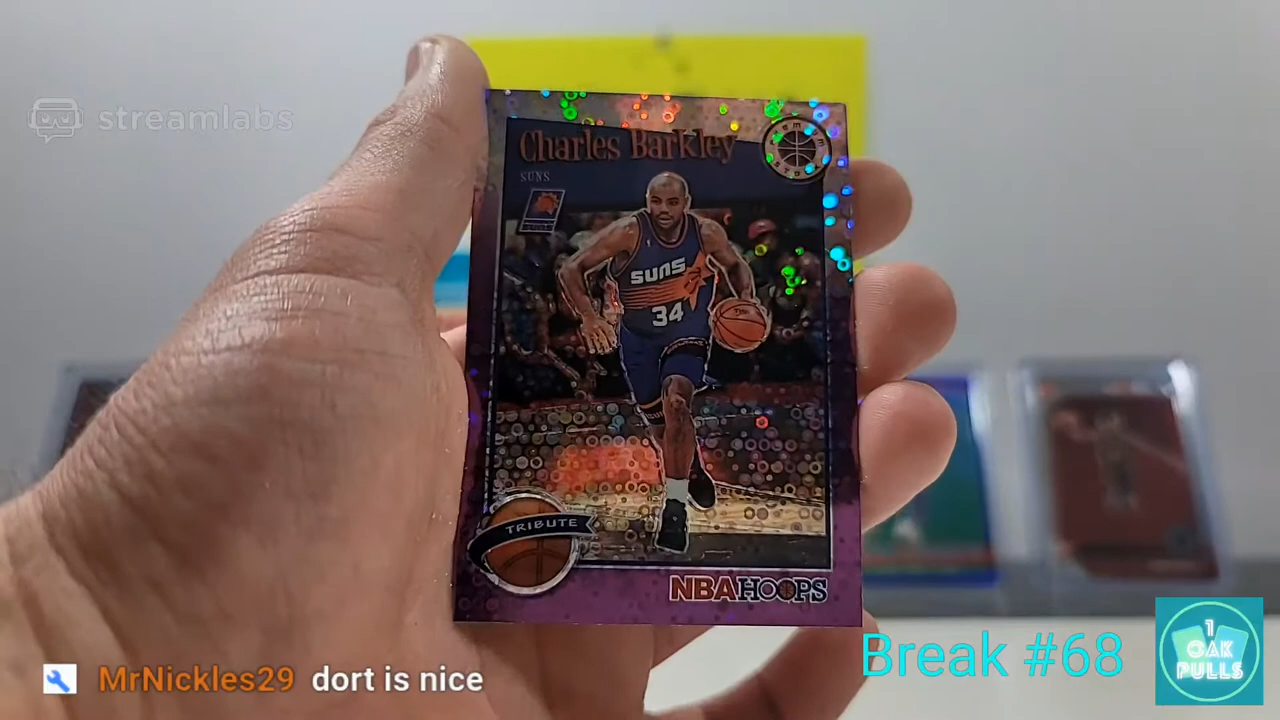 streamlabs
Charles Barkley
SUNS
SUNS
34
TRIBUTE
NBA HOOPS
Break #68
1
OAK
PULLS
MrNickles29 dort is nice